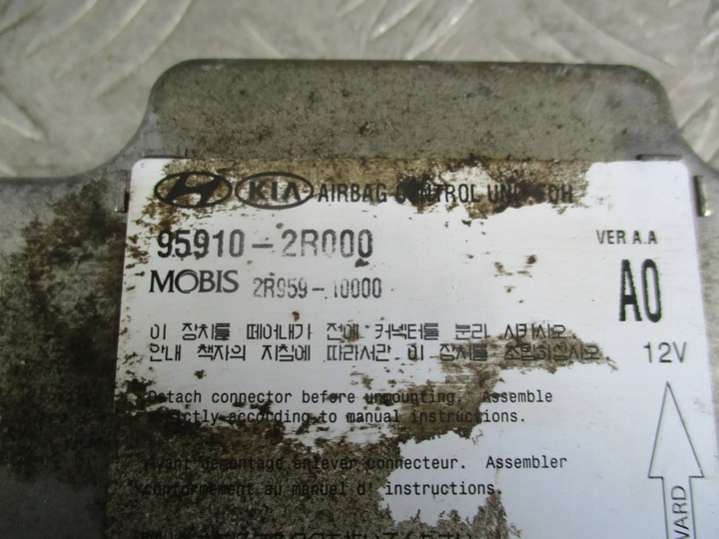 KIA AIRBAG CONTROL UNIT
95910-2R000
VER A.A
MOBIS 2R959-10000
A0
이 장치를 떼어내기 전에 커넥터를 분리 시키시오
안내 책자의 지침에 따라서만 이 장치를 조립하십시오
12V
Detach connector before unmounting. Assemble
strictly according to manual instructions.
Avant demontage enlever connecteur. Assembler
conformement au manuel d' instructions.